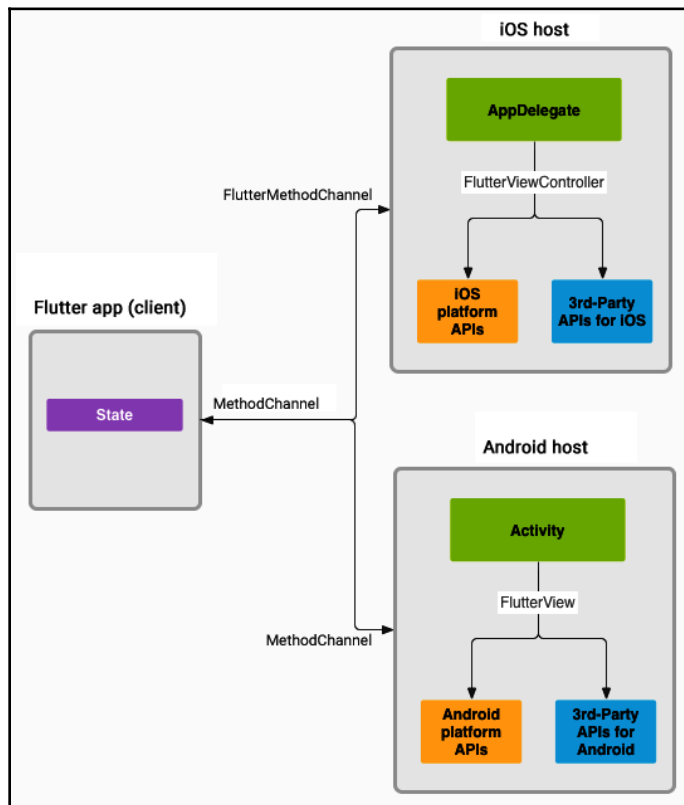 iOS host
AppDelegate
FlutterViewController
FlutterMethodChannel
iOS
platform
APIs
3rd-Party
APIs for iOS
Flutter app (client)
State
MethodChannel
Android host
Activity
FlutterView
MethodChannel
Android
platform
APIs
3rd-Party
APIs for
Android